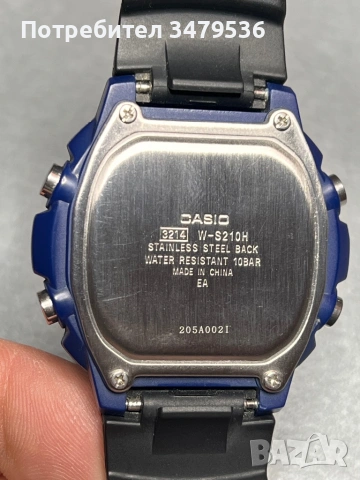 Потребител 3479536
CASIO
3214 W-S210H
STAINLESS STEEL BACK
WATER RESISTANT 10BAR
MADE IN CHINA
EA
205A002I
BAZAR